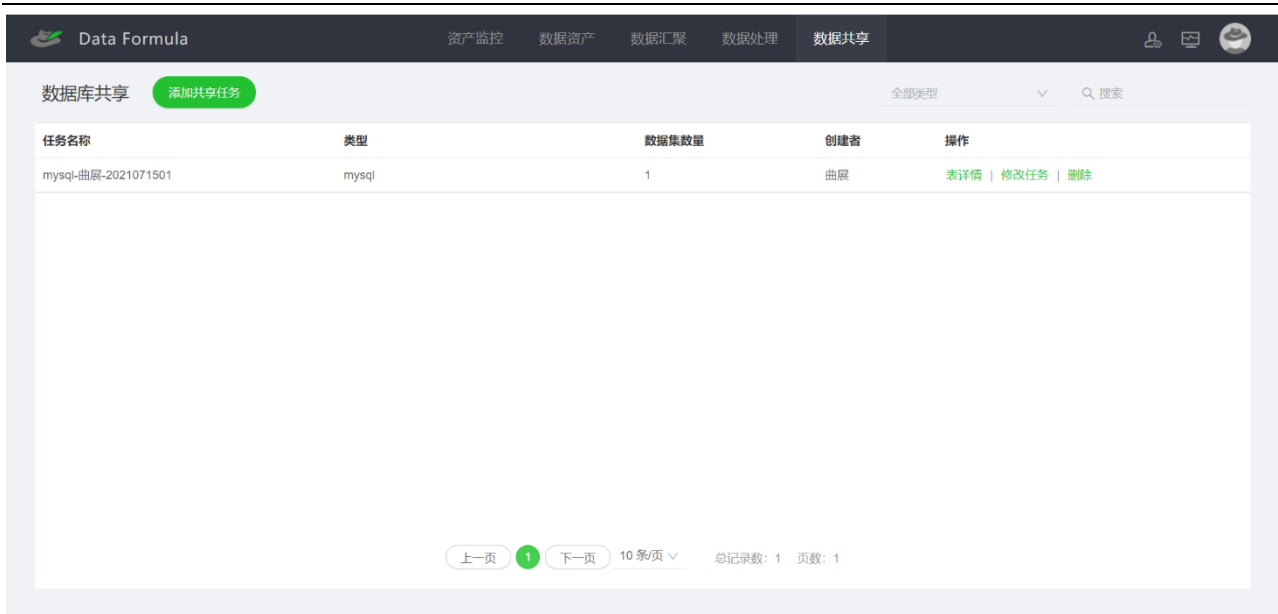 Data Formula 资产监控 数据资产 数据汇聚 数据处理 数据共享
数据库共享 添加共享任务 全部类型 搜索
任务名称 类型 数据集数量 创建者 操作
mysql-曲展-2021071501 mysql 1 曲展 表详情 | 修改任务 | 删除
上一页 1 下一页 10 条/页 总记录数: 1 页数: 1